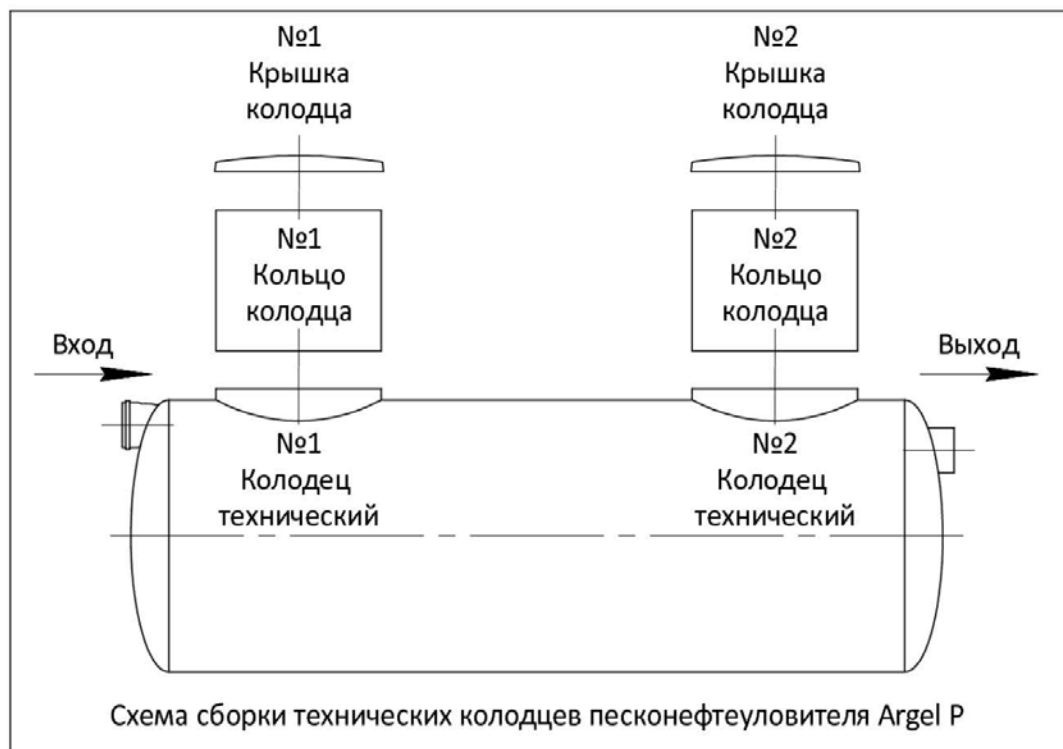 №1
Крышка
колодца
№2
Крышка
колодца
№1
Кольцо
колодца
№2
Кольцо
колодца
Вход
Выход
№1
Колодец
технический
№2
Колодец
технический
Схема сборки технических колодцев песконефтеуловителя Argel P